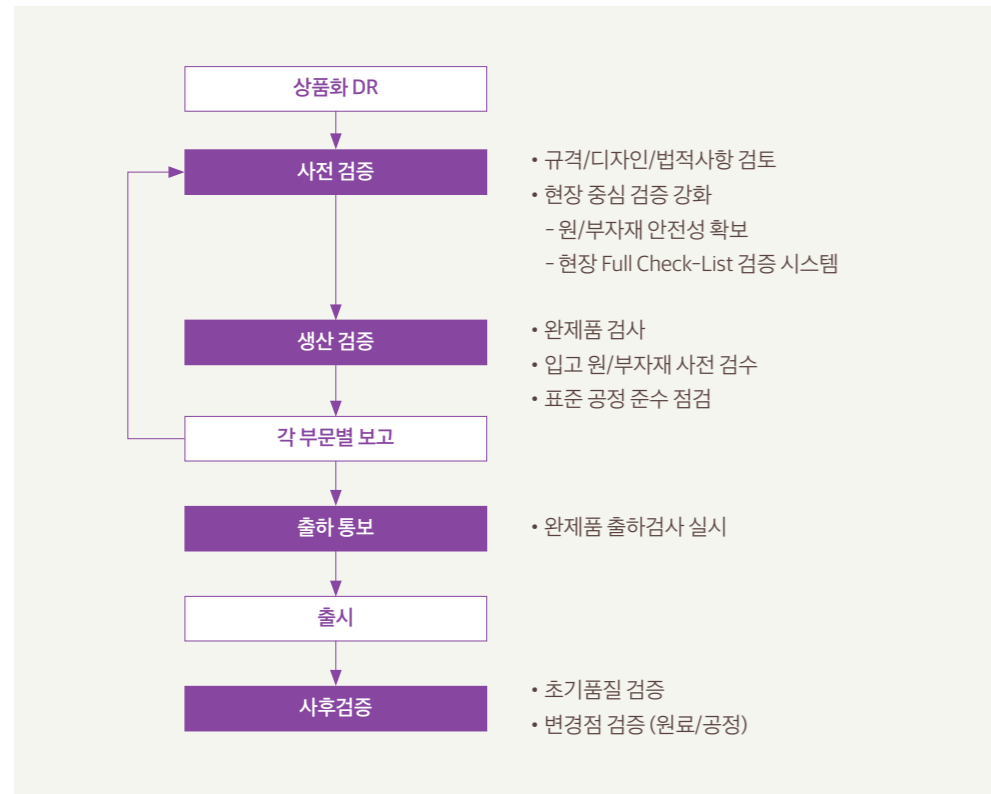 상품화 DR
사전 검증
• 규격/디자인/법적사항 검토
• 현장 중심 검증 강화
- 원/부자재 안전성 확보
- 현장 Full Check-List 검증 시스템
생산 검증
• 완제품 검사
• 입고 원/부자재 사전 검수
• 표준 공정 준수 점검
각 부문별 보고
출하 통보
• 완제품 출하검사 실시
출시
사후검증
• 초기품질 검증
• 변경점 검증 (원료/공정)